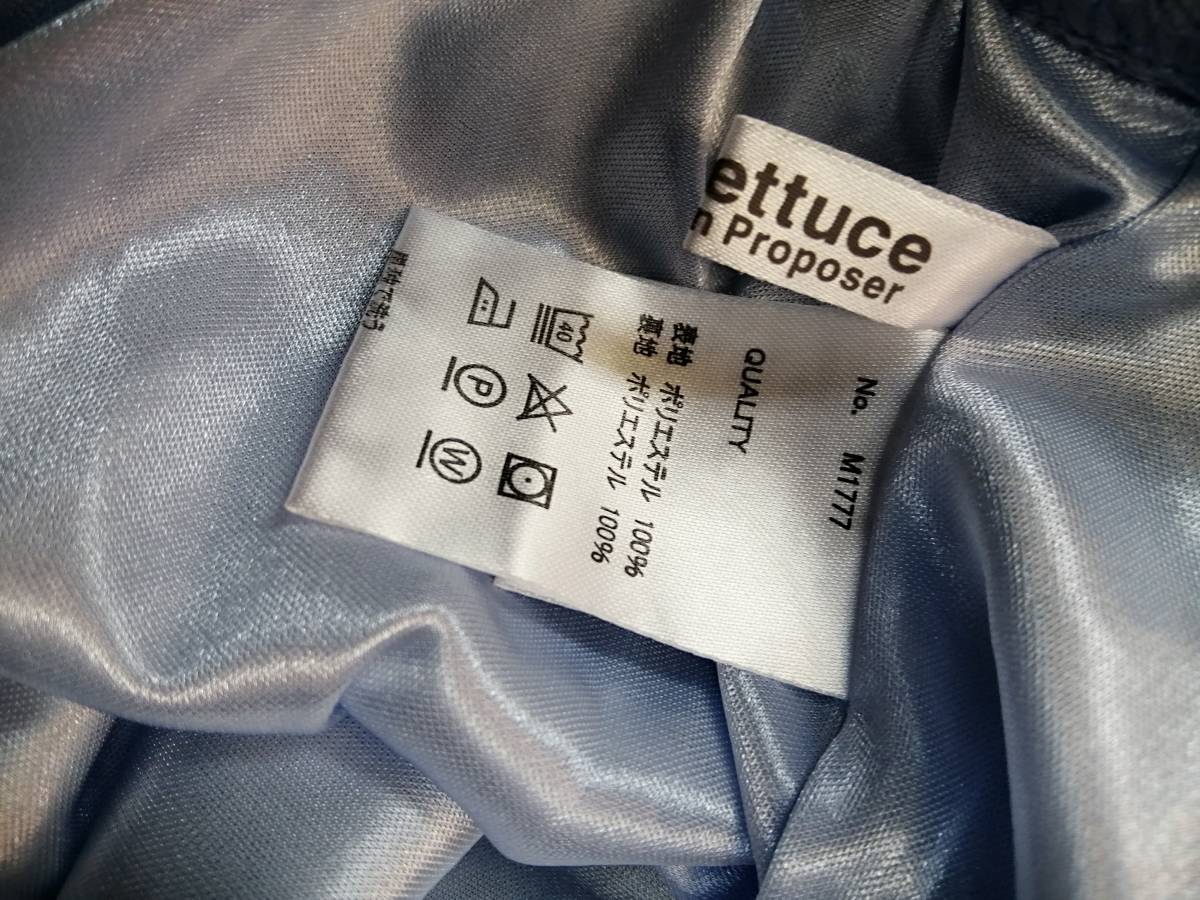 ettuce
n Proposer
No. M1777
QUALITY
表地 ポリエステル 100%
裏地 ポリエステル 100%
40
P
W